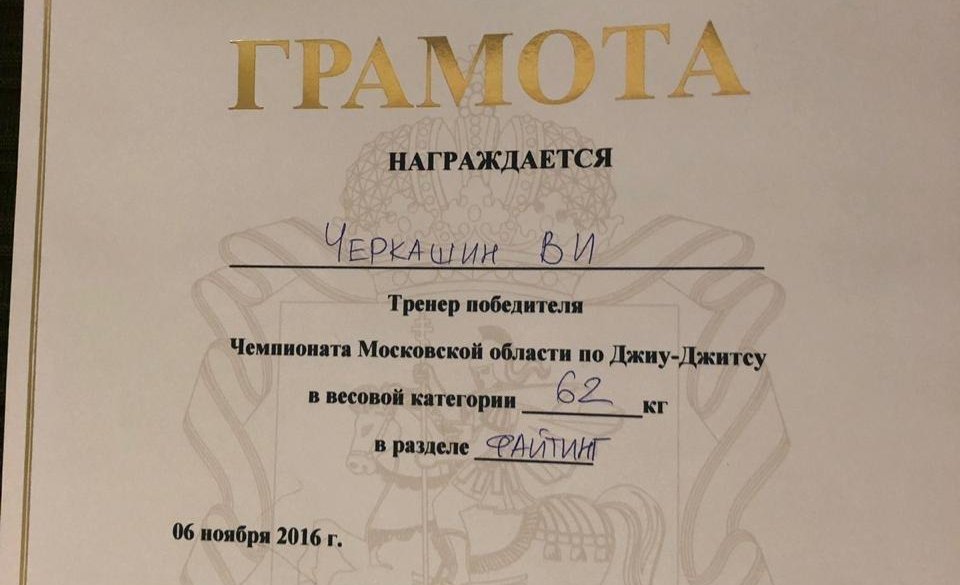 ГРАМОТА
НАГРАЖДАЕТСЯ
ЧЕРКАШИН ВИ
Тренер победителя
Чемпионата Московской области по Джиу-Джитсу
в весовой категории 62 кг
в разделе ФАЙТИНГ
06 ноября 2016 г.